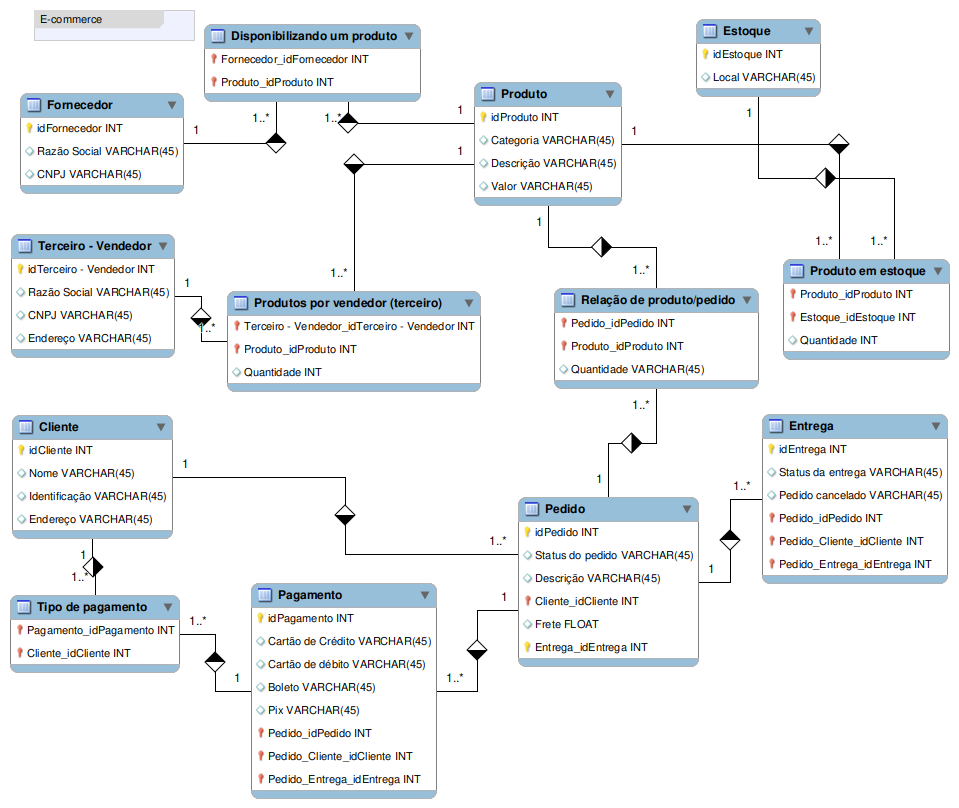 E-commerce
Disponibilizando um produto
Fornecedor_idFornecedor INT
Produto_idProduto INT
Estoque
idEstoque INT
Local VARCHAR(45)
Fornecedor
idFornecedor INT
Razão Social VARCHAR(45)
CNPJ VARCHAR(45)
1
1..*
1..*
1
Produto
idProduto INT
Categoria VARCHAR(45)
Descrição VARCHAR(45)
Valor VARCHAR(45)
1
1
1
1..*
1
1..*
1..*
1..*
Terceiro - Vendedor
idTerceiro - Vendedor INT
Razão Social VARCHAR(45)
CNPJ VARCHAR(45)
Endereço VARCHAR(45)
1
1..*
Produtos por vendedor (terceiro)
Terceiro - Vendedor_idTerceiro - Vendedor INT
Produto_idProduto INT
Quantidade INT
Relação de produto/pedido
Pedido_idPedido INT
Produto_idProduto INT
Quantidade VARCHAR(45)
Produto em estoque
Produto_idProduto INT
Estoque_idEstoque INT
Quantidade INT
1..*
1
Cliente
idCliente INT
Nome VARCHAR(45)
Identificação VARCHAR(45)
Endereço VARCHAR(45)
1
1..*
1
1..*
Entrega
idEntrega INT
Status da entrega VARCHAR(45)
Pedido cancelado VARCHAR(45)
Pedido_idPedido INT
Pedido_Cliente_idCliente INT
Pedido_Entrega_idEntrega INT
1..*
1
Pedido
idPedido INT
Status do pedido VARCHAR(45)
Descrição VARCHAR(45)
Cliente_idCliente INT
Frete FLOAT
Entrega_idEntrega INT
1
1..*
Tipo de pagamento
Pagamento_idPagamento INT
Cliente_idCliente INT
1..*
1
Pagamento
idPagamento INT
Cartão de Crédito VARCHAR(45)
Cartão de débito VARCHAR(45)
Boleto VARCHAR(45)
Pix VARCHAR(45)
Pedido_idPedido INT
Pedido_Cliente_idCliente INT
Pedido_Entrega_idEntrega INT